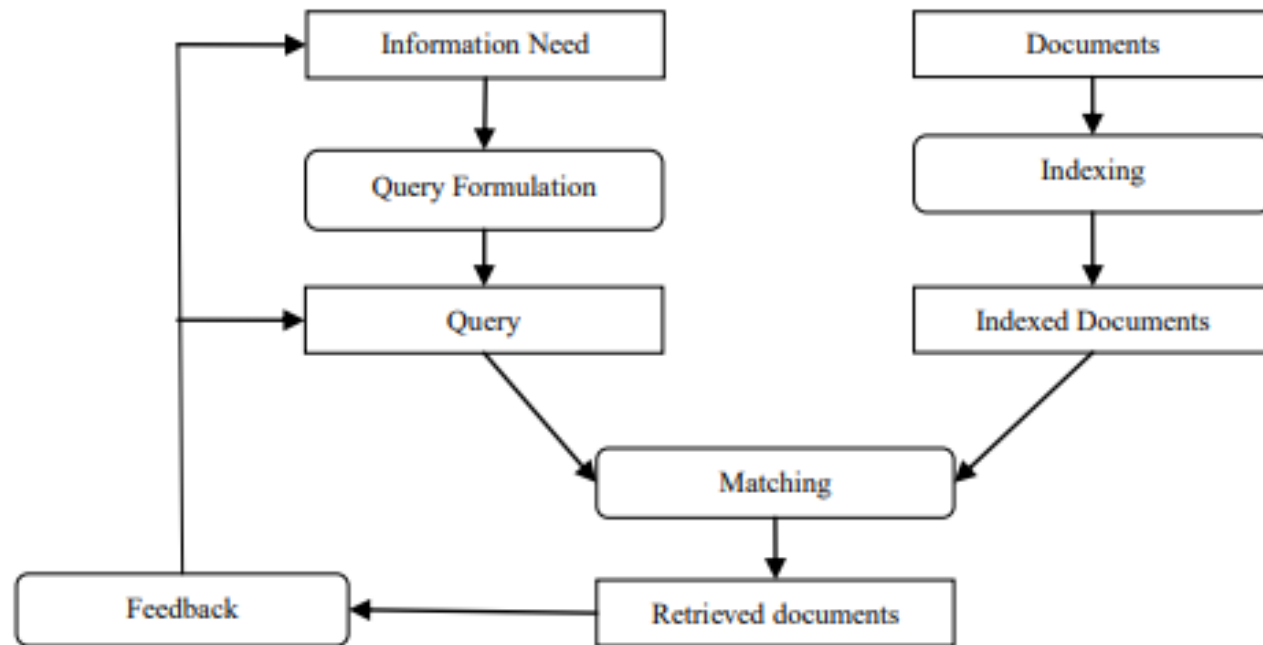 Information Need
Documents
Query Formulation
Indexing
Query
Indexed Documents
Matching
Feedback
Retrieved documents